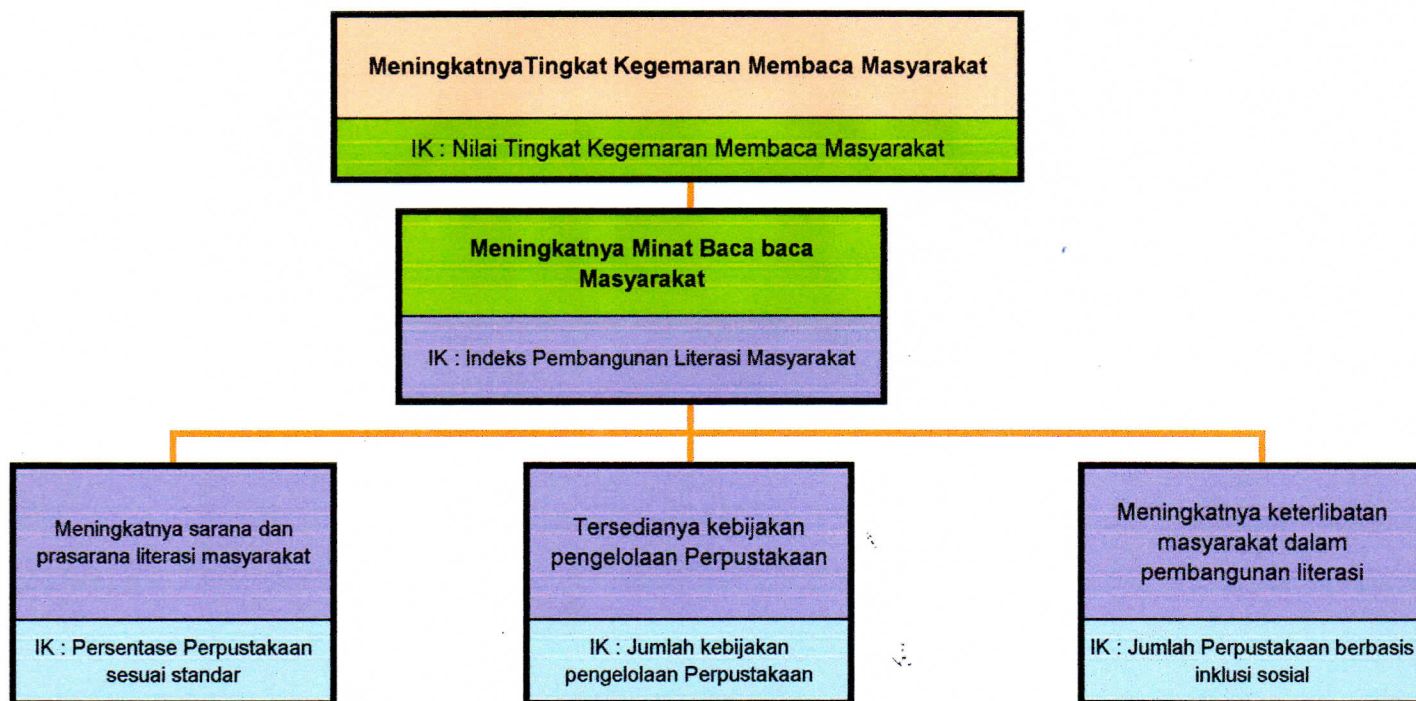 MeningkatnyaTingkat Kegemaran Membaca Masyarakat
IK : Nilai Tingkat Kegemaran Membaca Masyarakat
Meningkatnya Minat Baca baca
Masyarakat
IK : Indeks Pembangunan Literasi Masyarakat
Meningkatnya sarana dan
prasarana literasi masyarakat
IK : Persentase Perpustakaan
sesuai standar
Tersedianya kebijakan
pengelolaan Perpustakaan
IK : Jumlah kebijakan
pengelolaan Perpustakaan
Meningkatnya keterlibatan
masyarakat dalam
pembangunan literasi
IK : Jumlah Perpustakaan berbasis
inklusi sosial